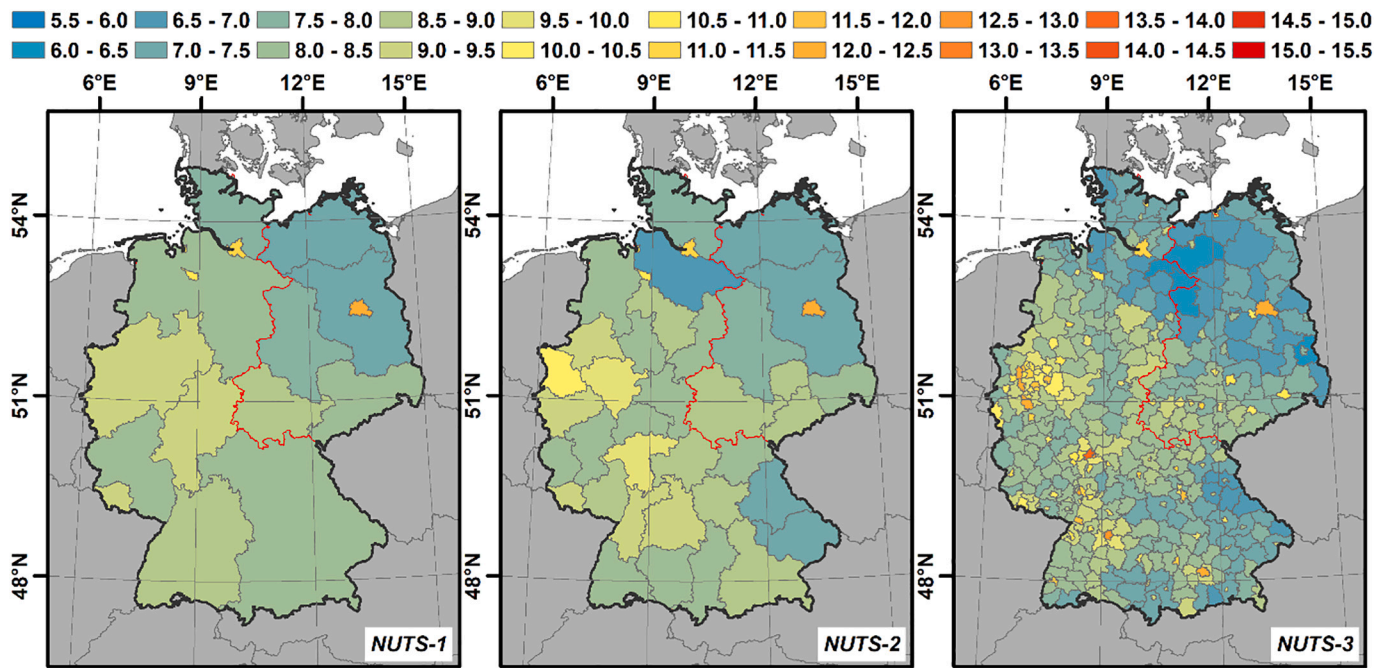 5.5 - 6.0 6.5 - 7.0 7.5 - 8.0 8.5 - 9.0 9.5 - 10.0 10.5 - 11.0 11.5 - 12.0 12.5 - 13.0 13.5 - 14.0 14.5 - 15.0
6.0 - 6.5 7.0 - 7.5 8.0 - 8.5 9.0 - 9.5 10.0 - 10.5 11.0 - 11.5 12.0 - 12.5 13.0 - 13.5 14.0 - 14.5 15.0 - 15.5
6°E 9°E 12°E 15°E 6°E 9°E 12°E 15°E 6°E 9°E 12°E 15°E
54°N 54°N 54°N
51°N 51°N 51°N
48°N 48°N 48°N
NUTS-1 NUTS-2 NUTS-3